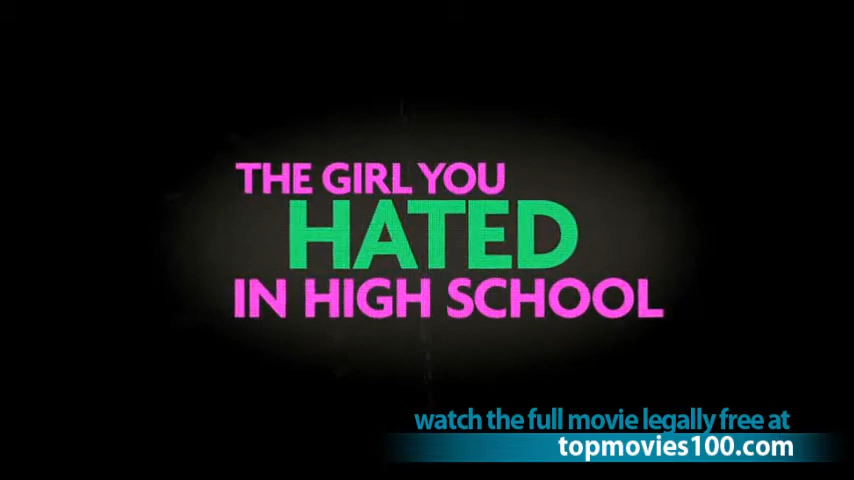 THE GIRL YOU
HATED
IN HIGH SCHOOL
watch the full movie legally free at
topmovies100.com